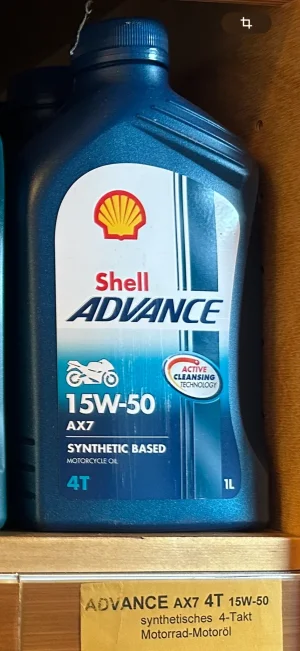 Shell
ADVANCE
ACTIVE
CLEANSING
TECHNOLOGY
15W-50
AX7
SYNTHETIC BASED
MOTORCYCLE OIL
4T 1L
ADVANCE AX7 4T 15W-50
synthetisches 4-Takt
Motorrad-Motoröl